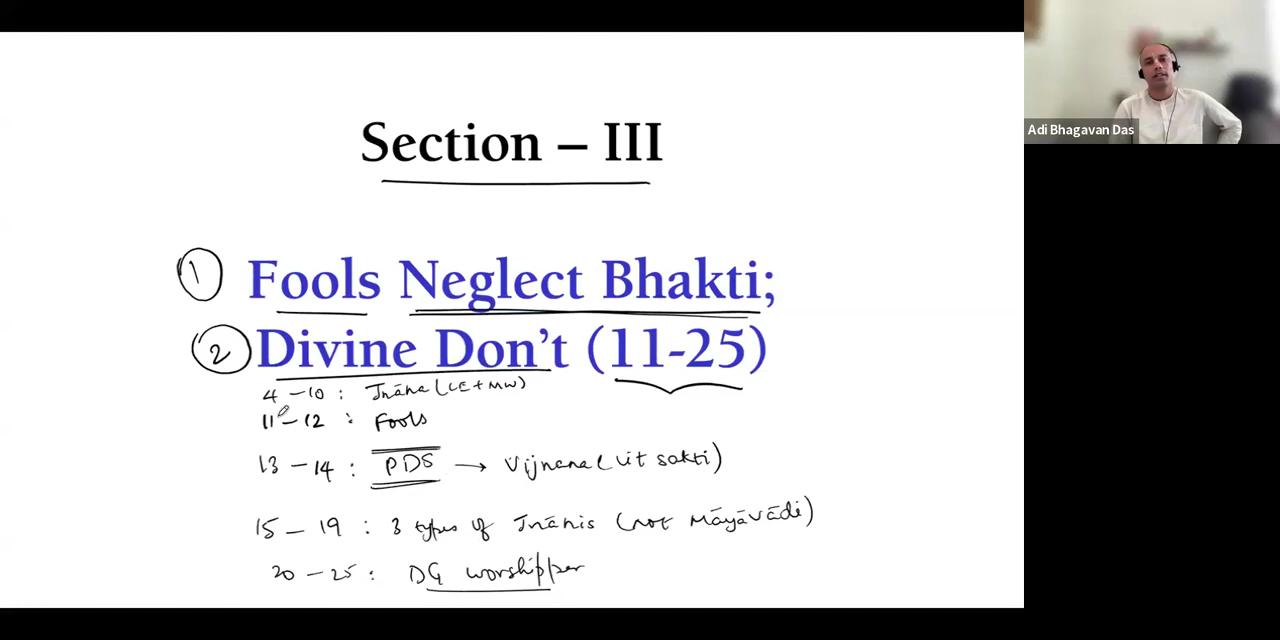 Section – III
① Fools Neglect Bhakti;
② Divine Don't (11-25)
4 – 10 : Jnāna (LE + MW)
11 – 12 : Fools
13 – 14 : PDS → Vijnana (cit sakti)
15 – 19 : 3 types of Jnānis (not Māyāvādi)
20 – 25 : DG worshipper
Adi Bhagavan Das